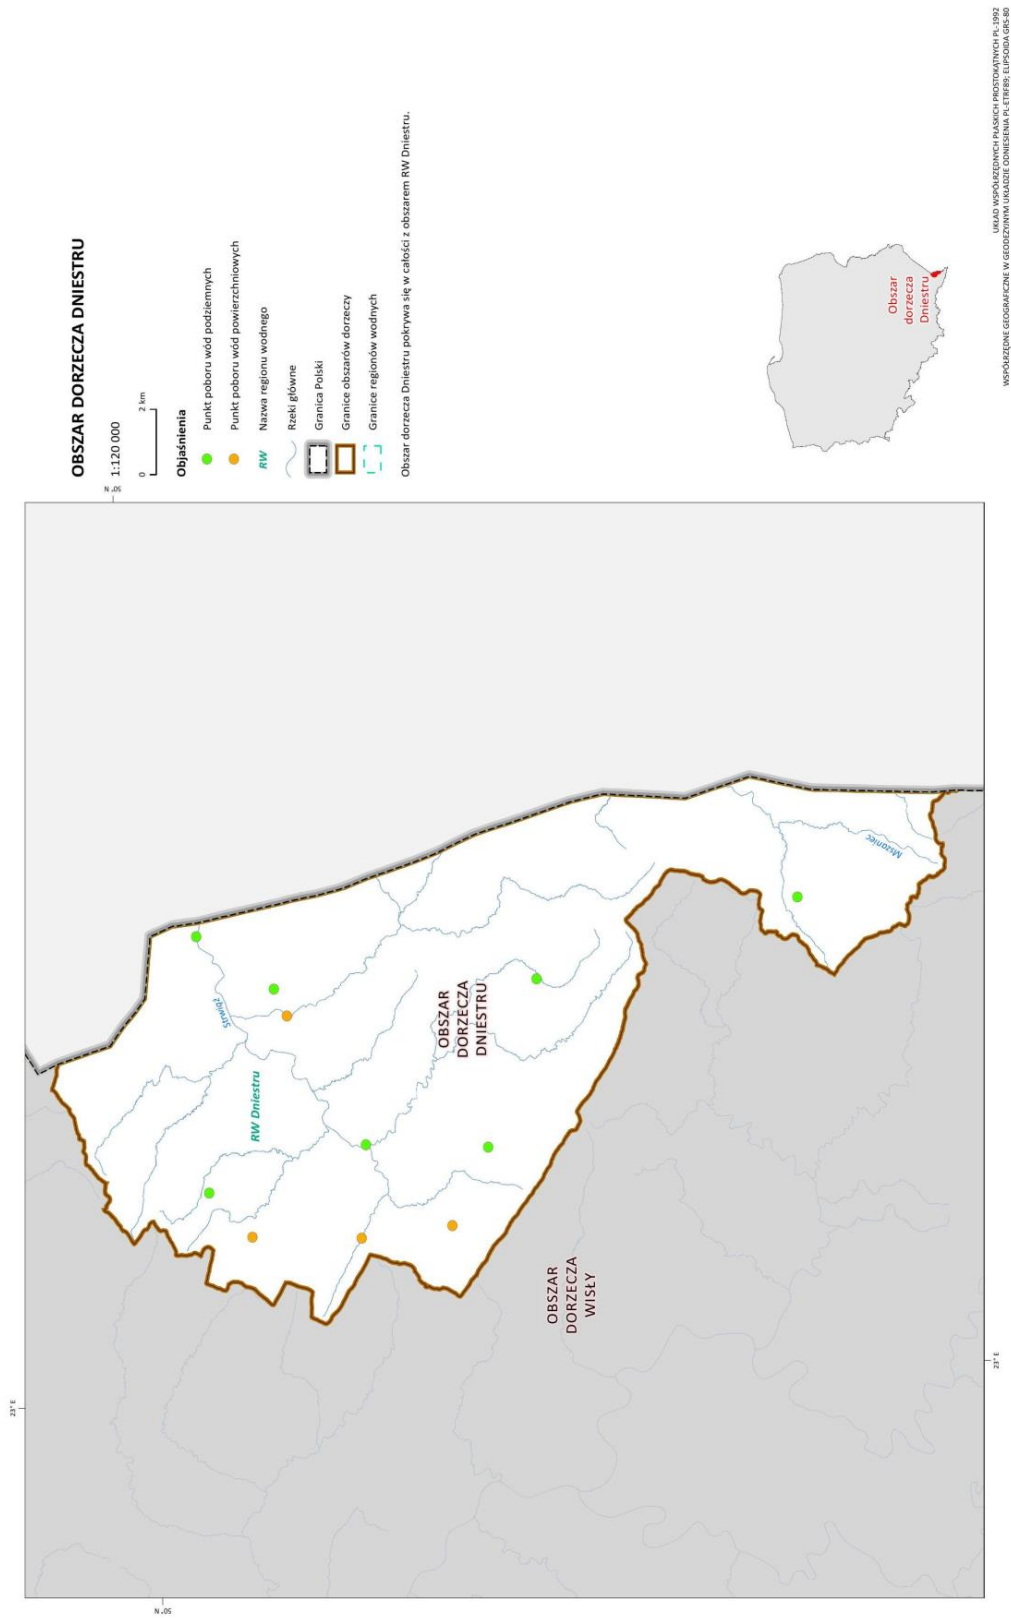 OBSZAR DORZECZA DNIESTRU
1:120 000
0 2 km
Objaśnienia
Punkt poboru wód podziemnych
Punkt poboru wód powierzchniowych
RW Nazwa regionu wodnego
Rzeki główne
Granica Polski
Granice obszarów dorzeczy
Granice regionów wodnych
Obszar dorzecza Dniestru pokrywa się w całości z obszarem RW Dniestru.
Obszar
dorzecza
Dniestru
UKŁAD WSPÓŁRZĘDNYCH PŁASKICH PROSTOKĄTNYCH PL-1992
WSPÓŁRZĘDNE GEOGRAFICZNE W GEODEZYJNYM UKŁADZIE ODNIESIENIA PL-ETRF89; ELIPSOIDA GRS-80
23° E
50° N
Strwiąż
RW Dniestru
OBSZAR
DORZECZA
DNIESTRU
OBSZAR
DORZECZA
WISŁY
Mszaniec
50° N
23° E